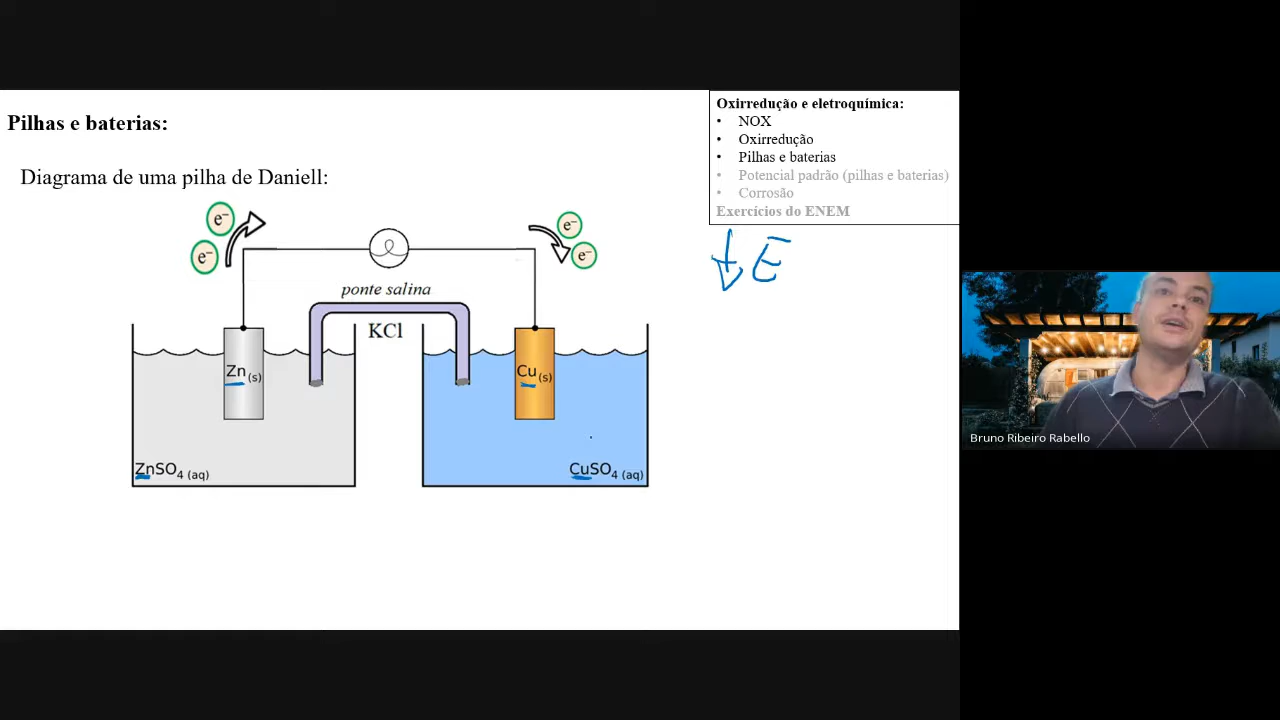 Pilhas e baterias:
Diagrama de uma pilha de Daniell:
e⁻
e⁻
e⁻
e⁻
ponte salina
KCl
Zn(s)
Cu(s)
ZnSO4 (aq)
CuSO4 (aq)
Oxirredução e eletroquímica:
• NOX
• Oxirredução
• Pilhas e baterias
• Potencial padrão (pilhas e baterias)
• Corrosão
Exercícios do ENEM
E
Bruno Ribeiro Rabello